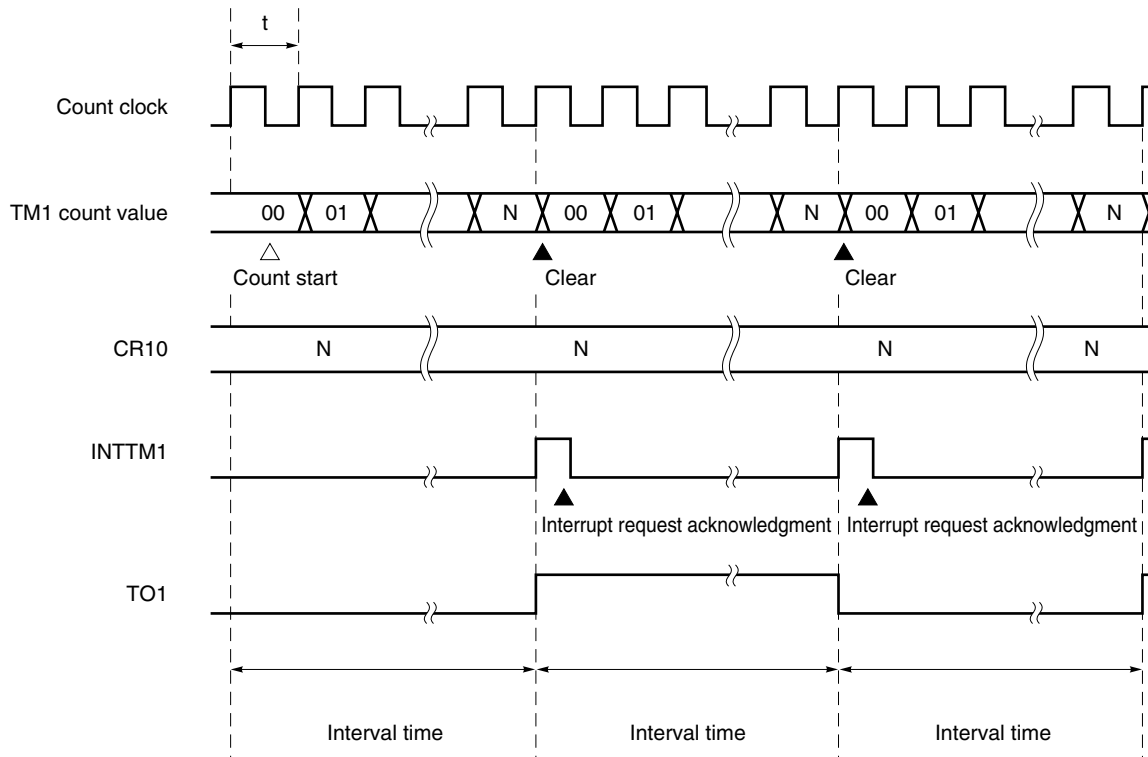 t
Count clock
TM1 count value 00 01 N 00 01 N 00 01 N
Count start Clear Clear
CR10 N N N N
INTTM1
Interrupt request acknowledgment Interrupt request acknowledgment
TO1
Interval time Interval time Interval time